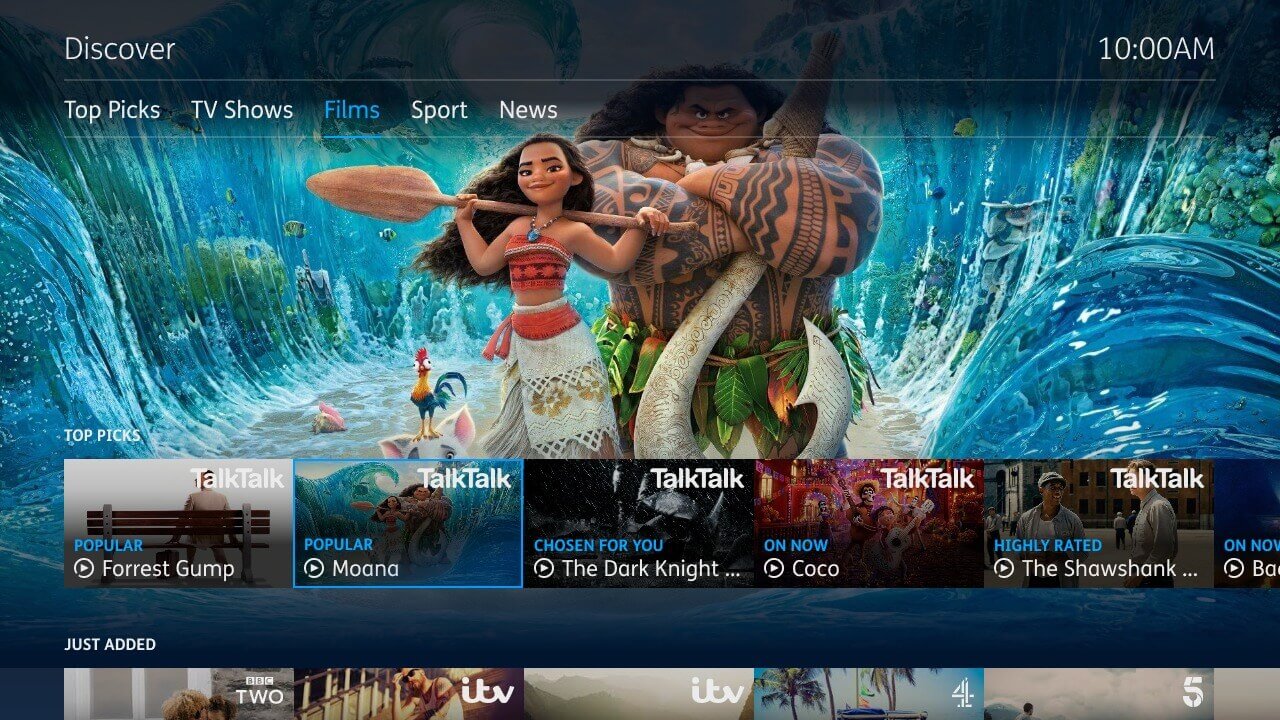 Discover
10:00AM
Top Picks TV Shows Films Sport News
TOP PICKS
TalkTalk
POPULAR
Forrest Gump
TalkTalk
POPULAR
Moana
TalkTalk
CHOSEN FOR YOU
The Dark Knight ...
TalkTalk
ON NOW
Coco
TalkTalk
HIGHLY RATED
The Shawshank ...
ON NOW
JUST ADDED
BBC
TWO
itv
itv
4
5